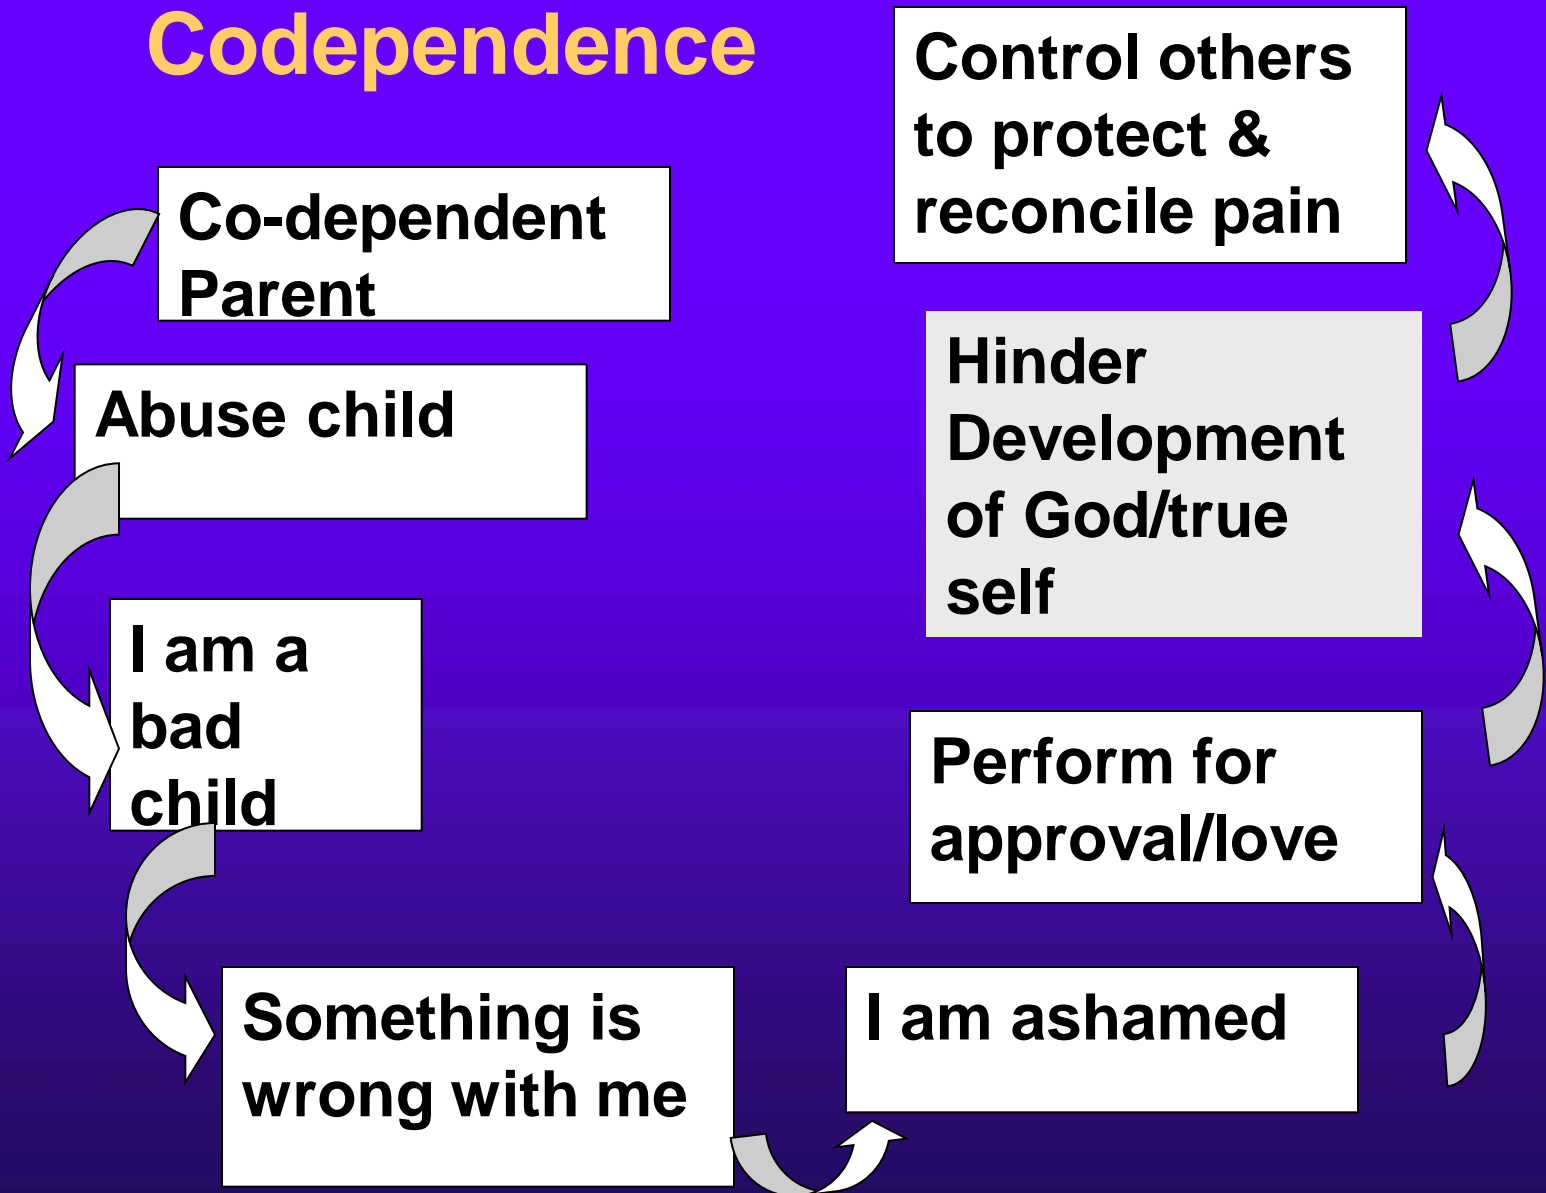 Codependence
Co-dependent
Parent
Abuse child
I am a
bad
child
Something is
wrong with me
I am ashamed
Perform for
approval/love
Hinder
Development
of God/true
self
Control others
to protect &
reconcile pain